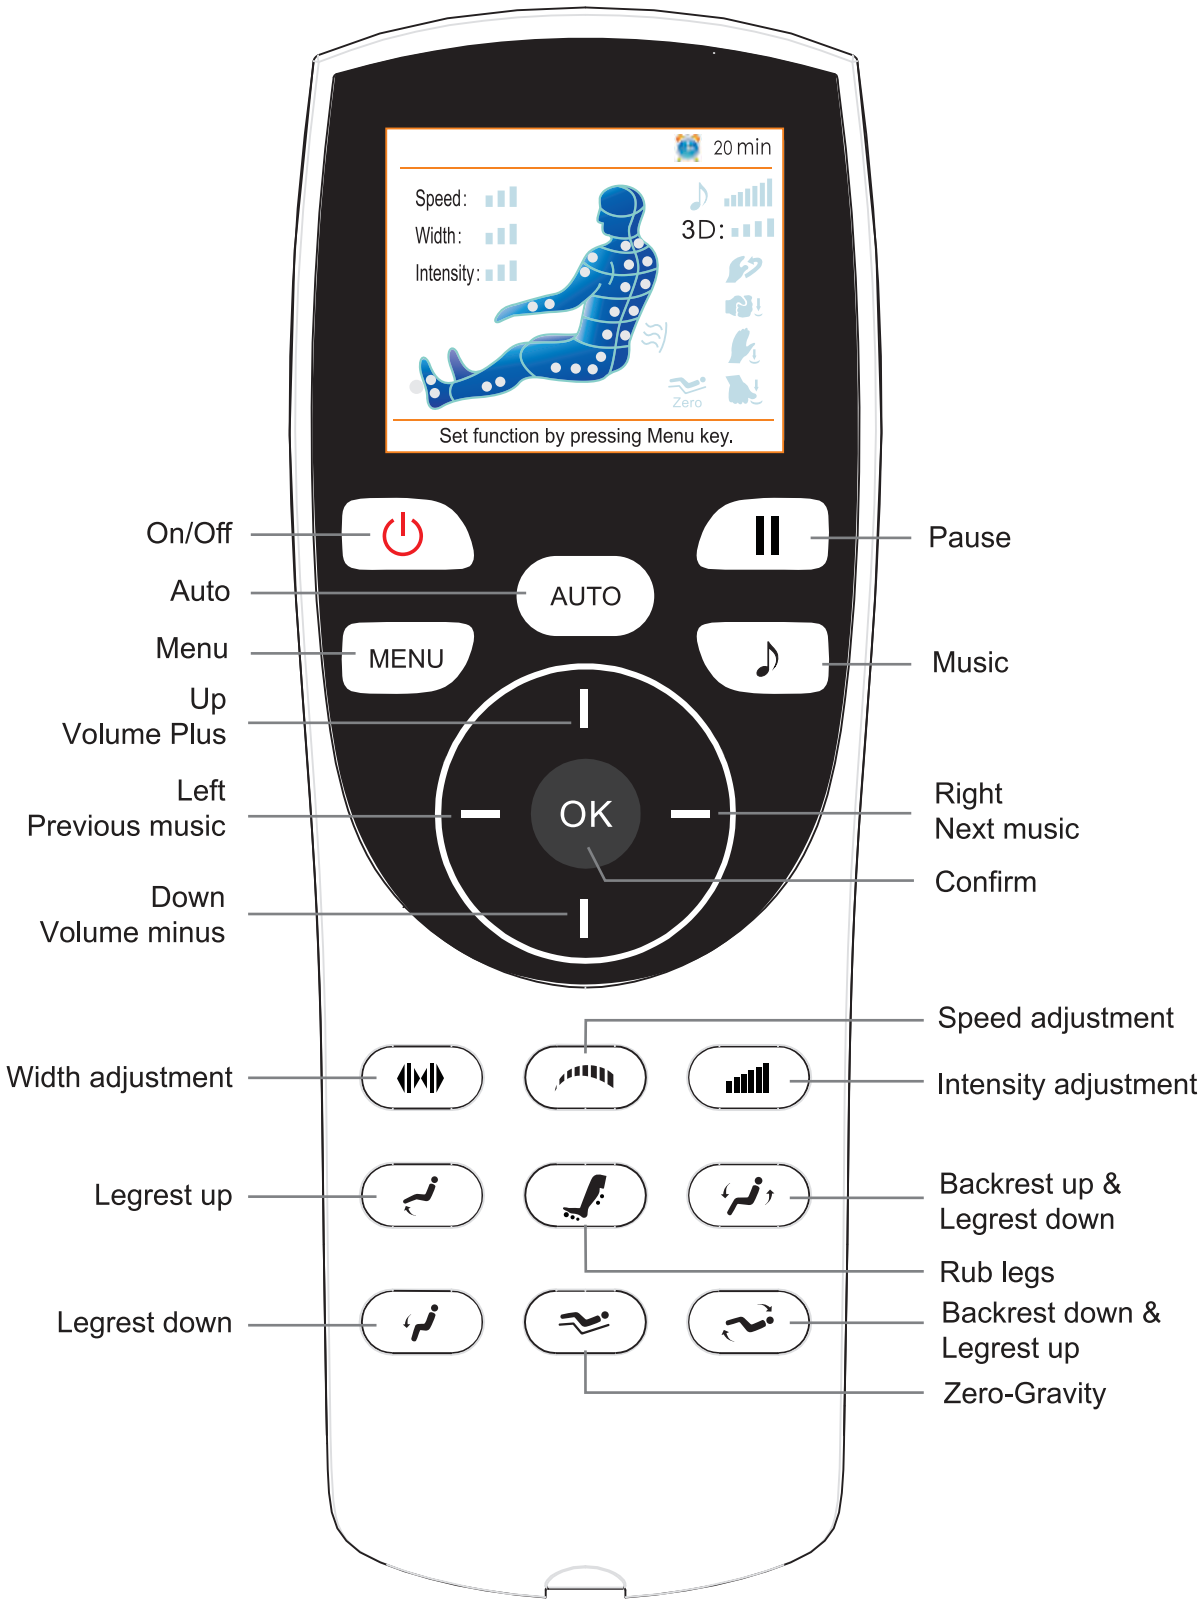 20 min
Speed:
Width:
Intensity:
3D:
Zero
Set function by pressing Menu key.
On/Off
Pause
Auto
AUTO
Menu
MENU
Music
Up
Volume Plus
Left
Previous music
OK
Right
Next music
Confirm
Down
Volume minus
Speed adjustment
Width adjustment
Intensity adjustment
Legrest up
Backrest up &
Legrest down
Rub legs
Legrest down
Backrest down &
Legrest up
Zero-Gravity